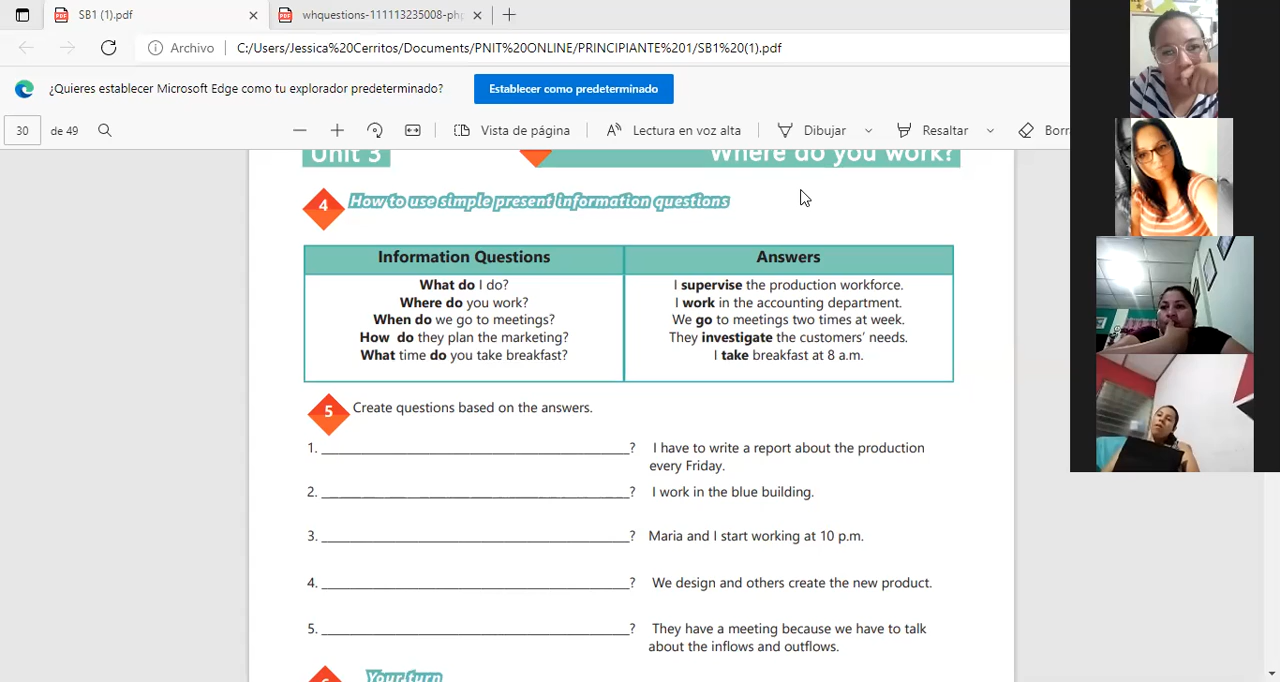 SB1 (1).pdf
whquestions-111113235008-php
Archivo
C:/Users/Jessica%20Cerritos/Documents/PNIT%20ONLINE/PRINCIPIANTE%201/SB1%20(1).pdf
¿Quieres establecer Microsoft Edge como tu explorador predeterminado?
Establecer como predeterminado
30 de 49
Vista de página
Lectura en voz alta
Dibujar
Resaltar
Borra
Unit 3
Where do you work?
4 How to use simple present information questions
Information Questions
Answers
What do I do?
I supervise the production workforce.
Where do you work?
I work in the accounting department.
When do we go to meetings?
We go to meetings two times at week.
How do they plan the marketing?
They investigate the customers' needs.
What time do you take breakfast?
I take breakfast at 8 a.m.
5 Create questions based on the answers.
1. ____________________________________? I have to write a report about the production
every Friday.
2. ____________________________________? I work in the blue building.
3. ____________________________________? Maria and I start working at 10 p.m.
4. ____________________________________? We design and others create the new product.
5. ____________________________________? They have a meeting because we have to talk
about the inflows and outflows.
Your turn